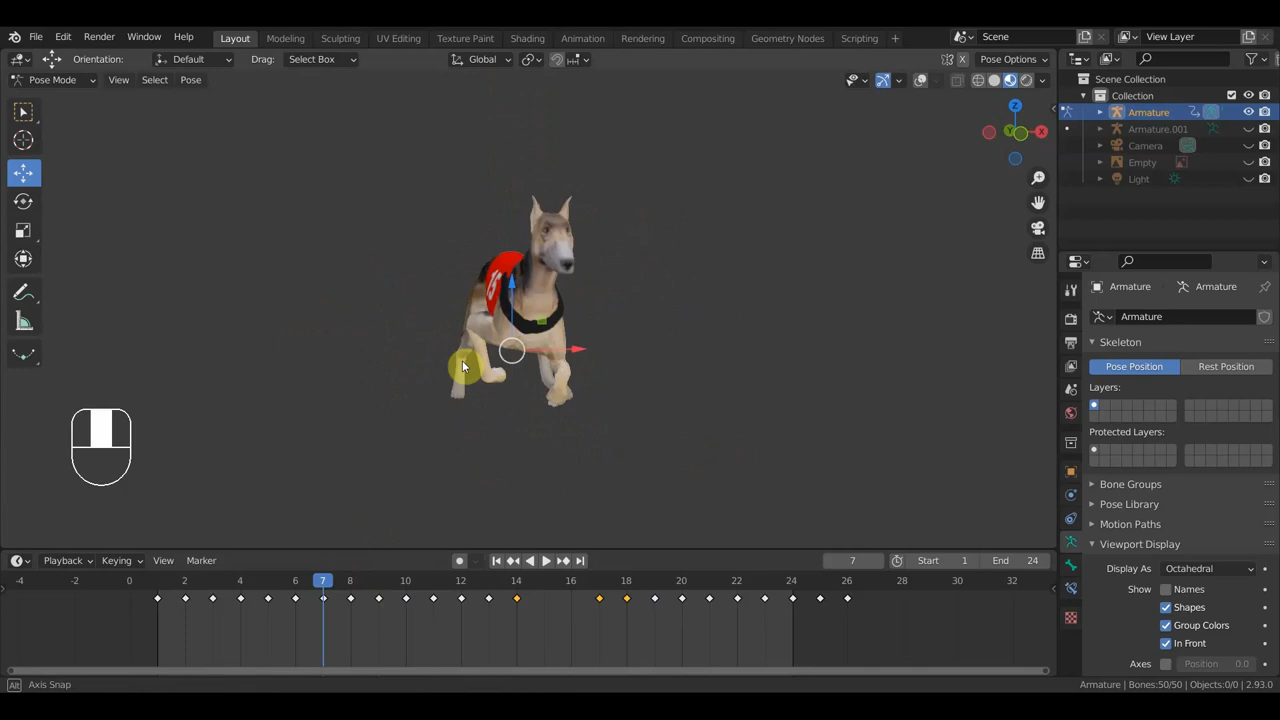 File Edit Render Window Help Layout Modeling Sculpting UV Editing Texture Paint Shading Animation Rendering Compositing Geometry Nodes Scripting + Scene View Layer
Orientation: Default Drag: Select Box Global X Pose Options
Pose Mode View Select Pose
Scene Collection
Collection
Armature
Armature.001
Camera
Empty
Light
Z
X
Y
Armature Armature
Armature
Skeleton
Pose Position Rest Position
Layers:
Protected Layers:
Bone Groups
Pose Library
Motion Paths
Viewport Display
Display As Octahedral
Show Names
Shapes
Group Colors
In Front
Axes Position 0.0
Playback Keying View Marker 7 Start 1 End 24
-4 -2 0 2 4 6 7 8 10 12 14 16 18 20 22 24 26 28 30 32
Alt Axis Snap Armature | Bones:50/50 | Objects:0/0 | 2.93.0